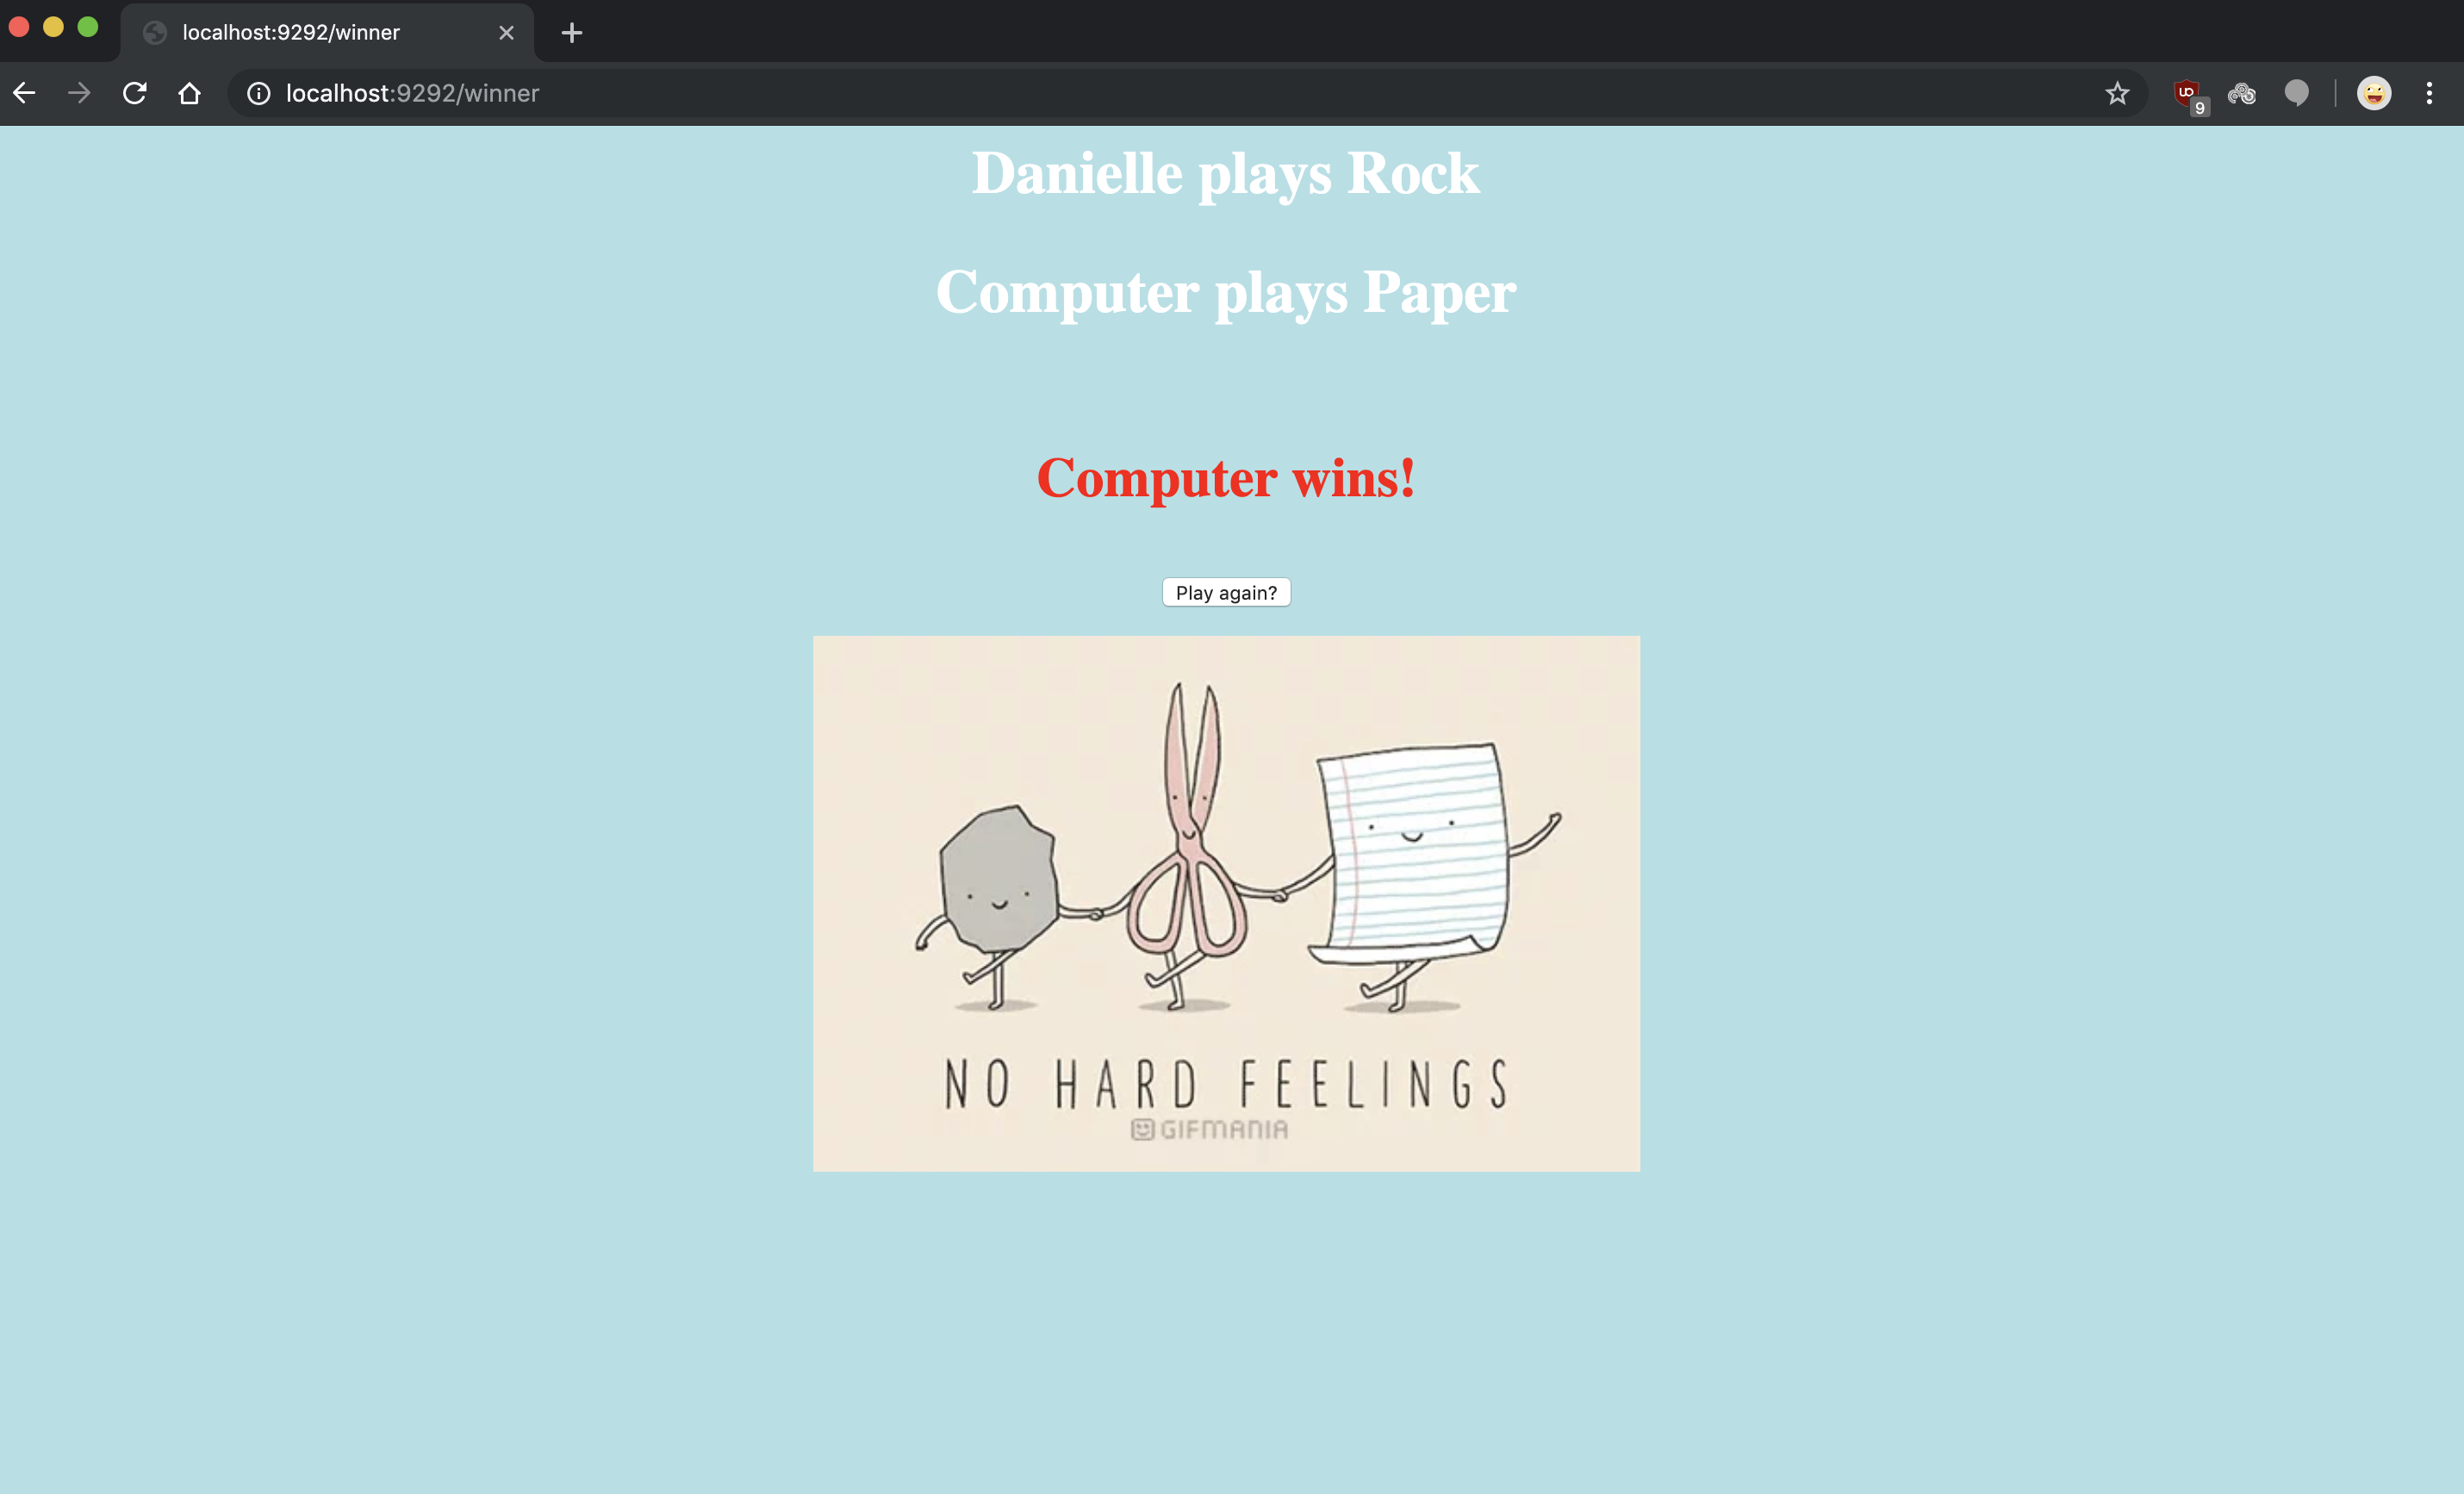 localhost:9292/winner
localhost:9292/winner
uo
9
Danielle plays Rock
Computer plays Paper
Computer wins!
Play again?
NO HARD FEELINGS
GIFMANIA